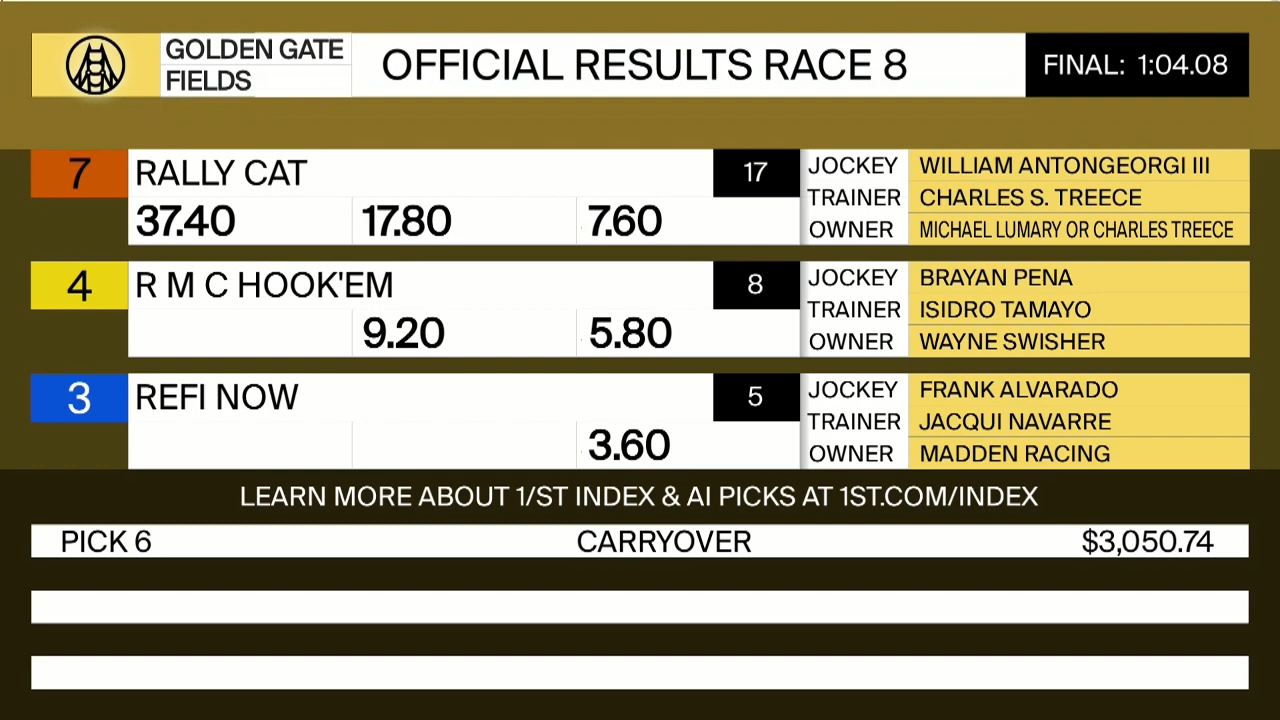 GOLDEN GATE
FIELDS
OFFICIAL RESULTS RACE 8
FINAL: 1:04.08
7 RALLY CAT 17
37.40 17.80 7.60
JOCKEY WILLIAM ANTONGEORGI III
TRAINER CHARLES S. TREECE
OWNER MICHAEL LUMARY OR CHARLES TREECE
4 R M C HOOK'EM 8
9.20 5.80
JOCKEY BRAYAN PENA
TRAINER ISIDRO TAMAYO
OWNER WAYNE SWISHER
3 REFI NOW 5
3.60
JOCKEY FRANK ALVARADO
TRAINER JACQUI NAVARRE
OWNER MADDEN RACING
LEARN MORE ABOUT 1/ST INDEX & AI PICKS AT 1ST.COM/INDEX
PICK 6 CARRYOVER $3,050.74